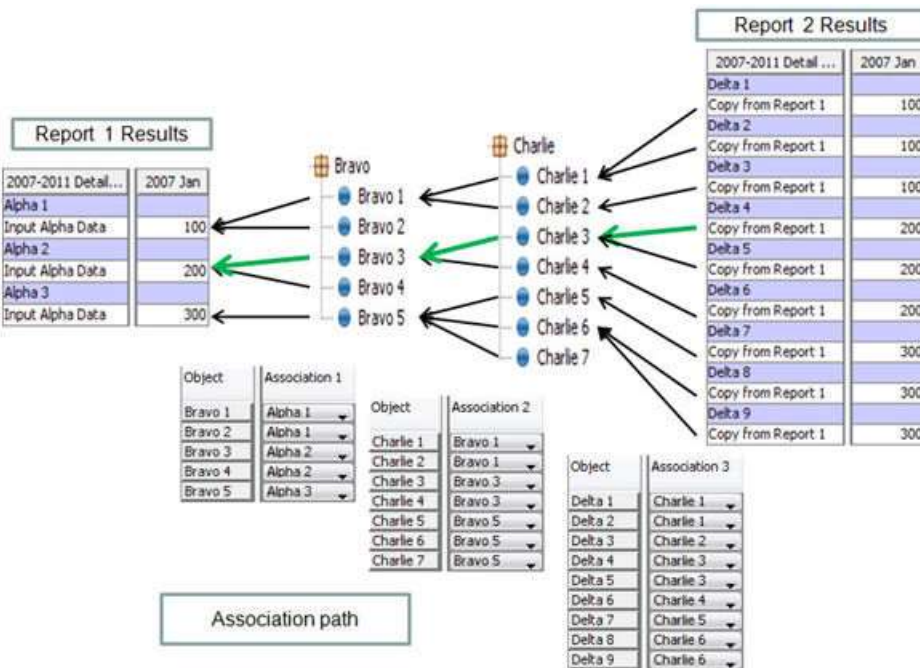 Report 2 Results
2007-2011 Detail ... 2007 Jan
Delta 1
Copy from Report 1 100
Delta 2
Copy from Report 1 100
Delta 3
Copy from Report 1 100
Delta 4
Copy from Report 1 200
Delta 5
Copy from Report 1 200
Delta 6
Copy from Report 1 200
Delta 7
Copy from Report 1 300
Delta 8
Copy from Report 1 300
Delta 9
Copy from Report 1 300
Report 1 Results
2007-2011 Detail... 2007 Jan
Alpha 1
Input Alpha Data 100
Alpha 2
Input Alpha Data 200
Alpha 3
Input Alpha Data 300
Bravo
Bravo 1
Bravo 2
Bravo 3
Bravo 4
Bravo 5
Charlie
Charlie 1
Charlie 2
Charlie 3
Charlie 4
Charlie 5
Charlie 6
Charlie 7
Object Association 1
Bravo 1 Alpha 1
Bravo 2 Alpha 1
Bravo 3 Alpha 2
Bravo 4 Alpha 2
Bravo 5 Alpha 3
Object Association 2
Charlie 1 Bravo 1
Charlie 2 Bravo 1
Charlie 3 Bravo 3
Charlie 4 Bravo 3
Charlie 5 Bravo 5
Charlie 6 Bravo 5
Charlie 7 Bravo 5
Object Association 3
Delta 1 Charlie 1
Delta 2 Charlie 1
Delta 3 Charlie 2
Delta 4 Charlie 3
Delta 5 Charlie 3
Delta 6 Charlie 4
Delta 7 Charlie 5
Delta 8 Charlie 6
Delta 9 Charlie 6
Association path